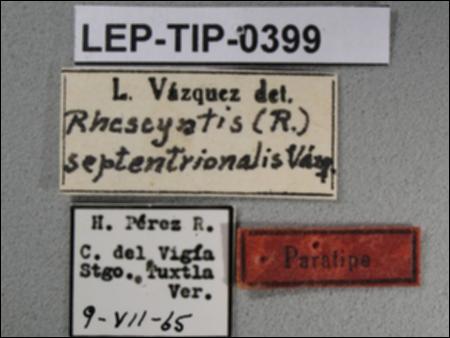 LEP-TIP-0399
L. Vázquez det.
Rhescyntis (R.)
septentrionalis Vázq.
H. Pérez R.
C. del Vigía
Stgo. Tuxtla
Ver.
9-VII-65
Paratipo